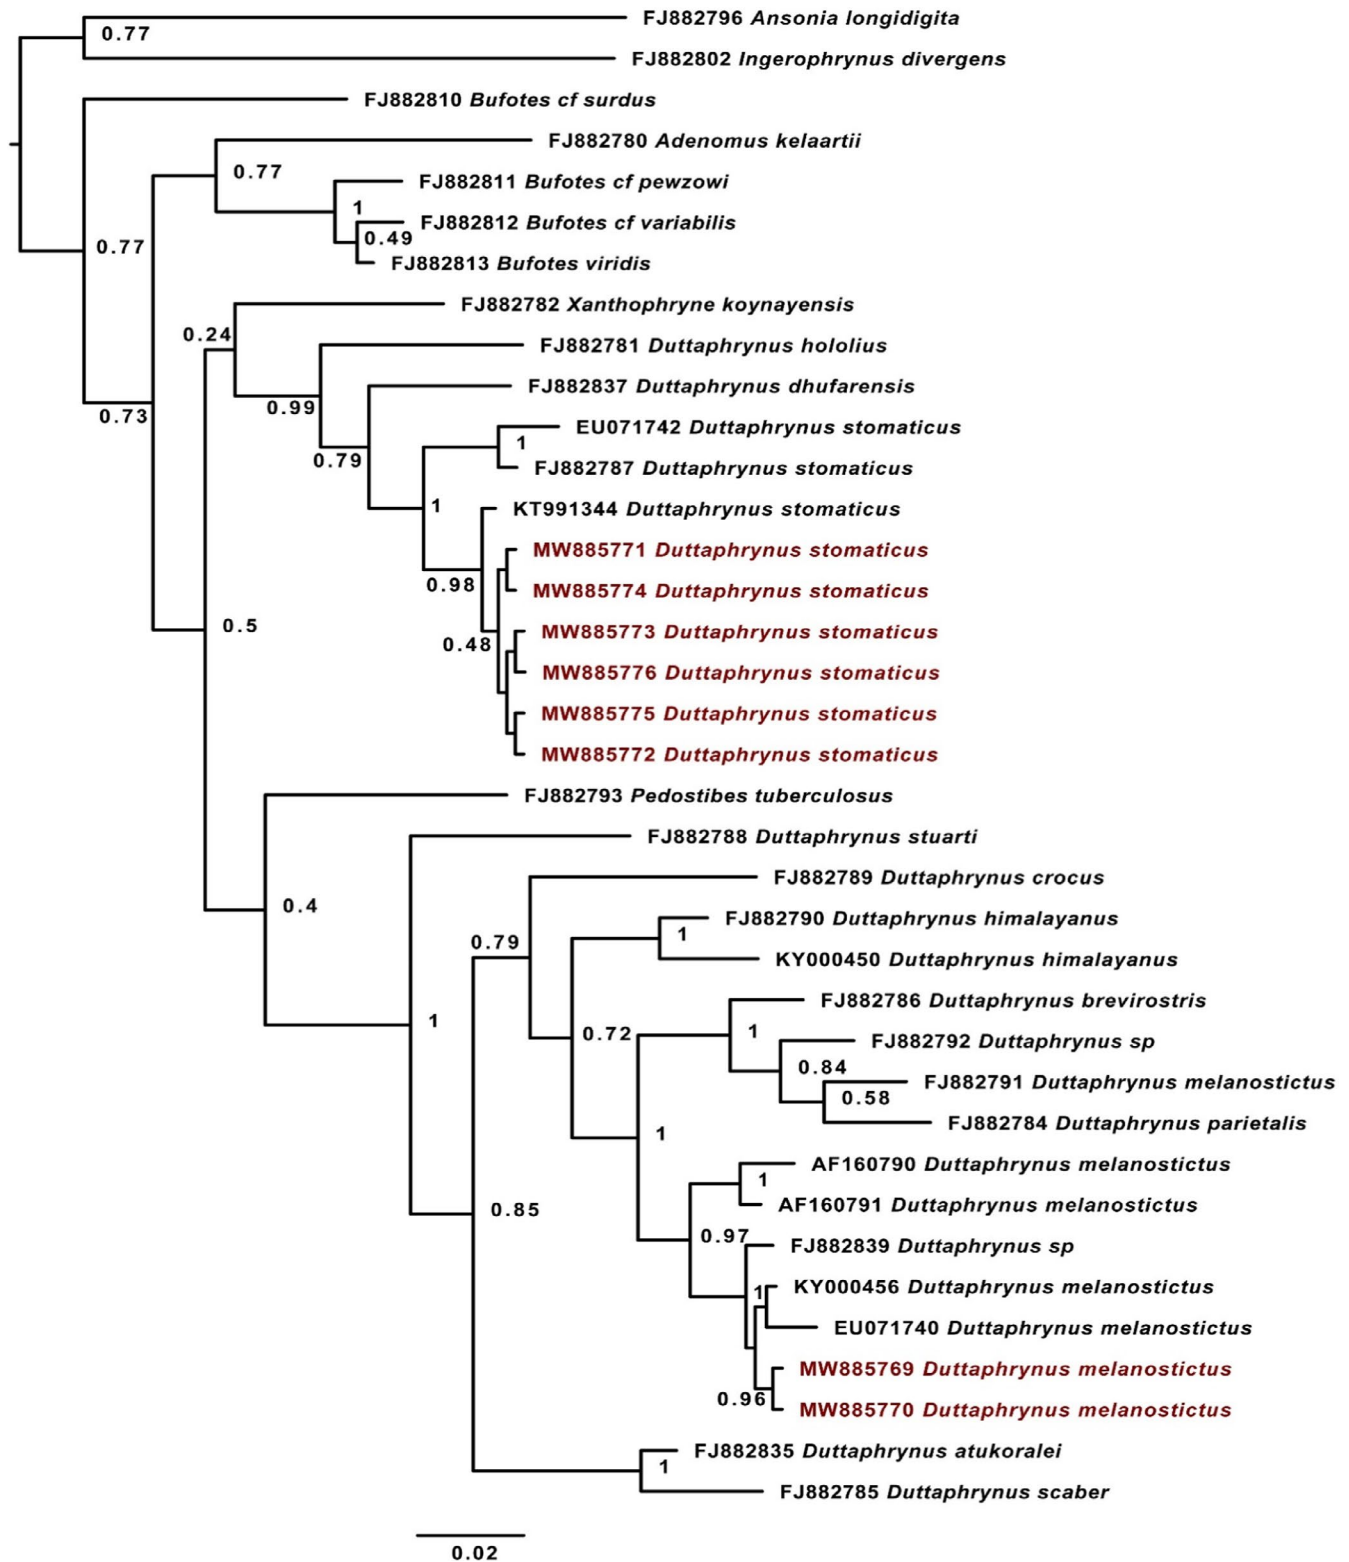 FJ882796 Ansonia longidigita
0.77
FJ882802 Ingerophrynus divergens
FJ882810 Bufotes cf surdus
FJ882780 Adenomus kelaartii
0.77
FJ882811 Bufotes cf pewzowi
1
FJ882812 Bufotes cf variabilis
0.49
0.77
FJ882813 Bufotes viridis
FJ882782 Xanthophryne koynayensis
0.24
FJ882781 Duttaphrynus hololius
FJ882837 Duttaphrynus dhufarensis
0.99
0.73
EU071742 Duttaphrynus stomaticus
1
0.79
FJ882787 Duttaphrynus stomaticus
1
KT991344 Duttaphrynus stomaticus
MW885771 Duttaphrynus stomaticus
0.98
MW885774 Duttaphrynus stomaticus
0.5
MW885773 Duttaphrynus stomaticus
0.48
MW885776 Duttaphrynus stomaticus
MW885775 Duttaphrynus stomaticus
MW885772 Duttaphrynus stomaticus
FJ882793 Pedostibes tuberculosus
FJ882788 Duttaphrynus stuarti
FJ882789 Duttaphrynus crocus
0.4
FJ882790 Duttaphrynus himalayanus
1
0.79
KY000450 Duttaphrynus himalayanus
FJ882786 Duttaphrynus brevirostris
1
1
0.72
FJ882792 Duttaphrynus sp
0.84
FJ882791 Duttaphrynus melanostictus
0.58
FJ882784 Duttaphrynus parietalis
1
AF160790 Duttaphrynus melanostictus
1
AF160791 Duttaphrynus melanostictus
0.85
0.97
FJ882839 Duttaphrynus sp
KY000456 Duttaphrynus melanostictus
1
EU071740 Duttaphrynus melanostictus
MW885769 Duttaphrynus melanostictus
0.96
MW885770 Duttaphrynus melanostictus
FJ882835 Duttaphrynus atukoralei
1
FJ882785 Duttaphrynus scaber
0.02